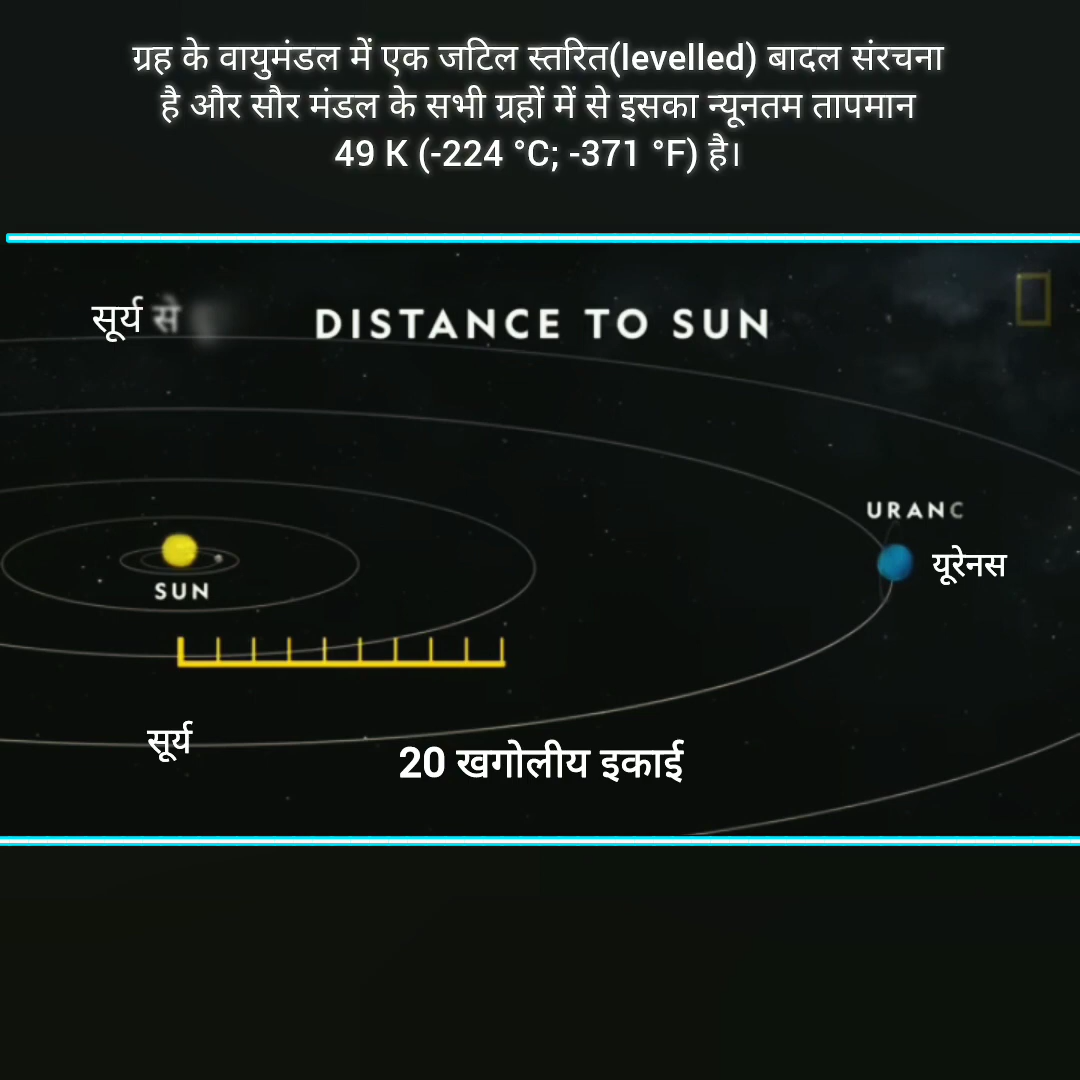 ग्रह के वायुमंडल में एक जटिल स्तरित(levelled) बादल संरचना
है और सौर मंडल के सभी ग्रहों में से इसका न्यूनतम तापमान
49 K (-224 °C; -371 °F) है।
सूर्य से
DISTANCE TO SUN
URANC
यूरेनस
SUN
सूर्य
20 खगोलीय इकाई